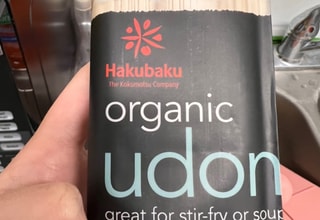 Hakubaku
The Kokumotsu Company
organic
udon
great for stir-fry or soup